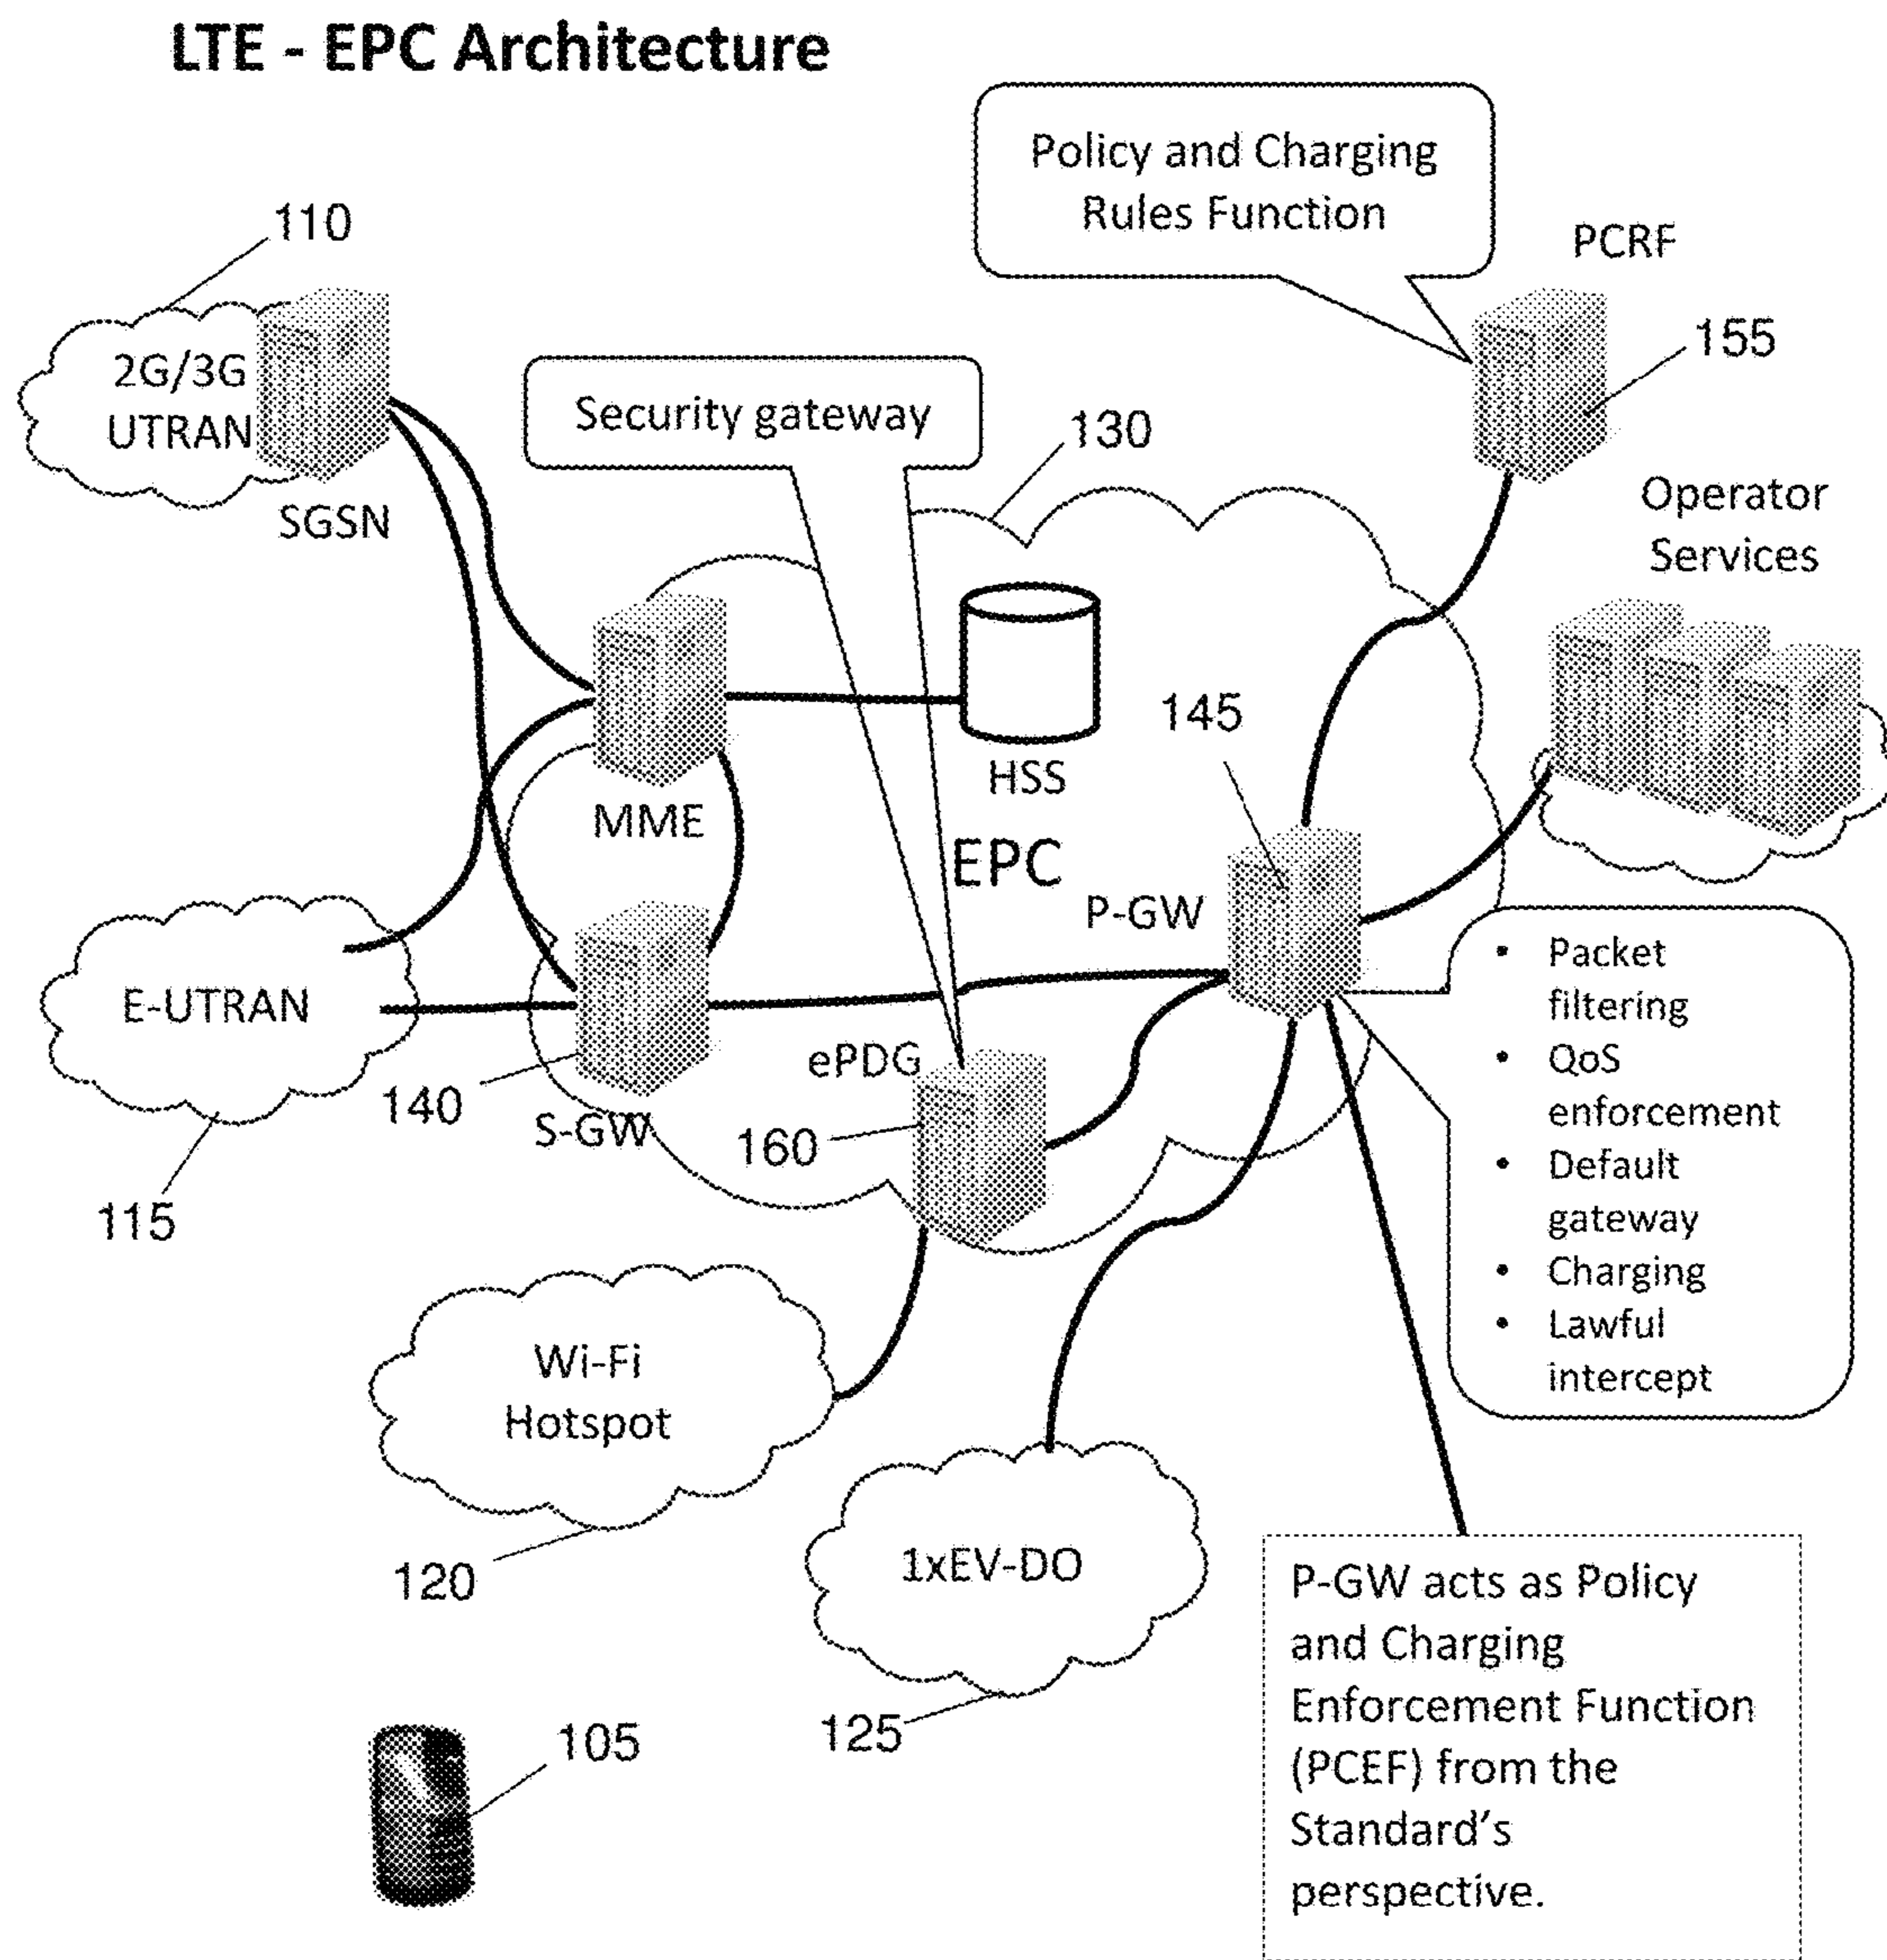 LTE - EPC Architecture
Policy and Charging
Rules Function
PCRF
110
155
2G/3G
UTRAN
SGSN
Security gateway
130
Operator
Services
145
HSS
MME
EPC
P-GW
E-UTRAN
ePDG
140
S-GW
160
115
• Packet
filtering
• QoS
enforcement
• Default
gateway
• Charging
• Lawful
intercept
Wi-Fi
Hotspot
120
1xEV-DO
125
105
P-GW acts as Policy
and Charging
Enforcement Function
(PCEF) from the
Standard's
perspective.